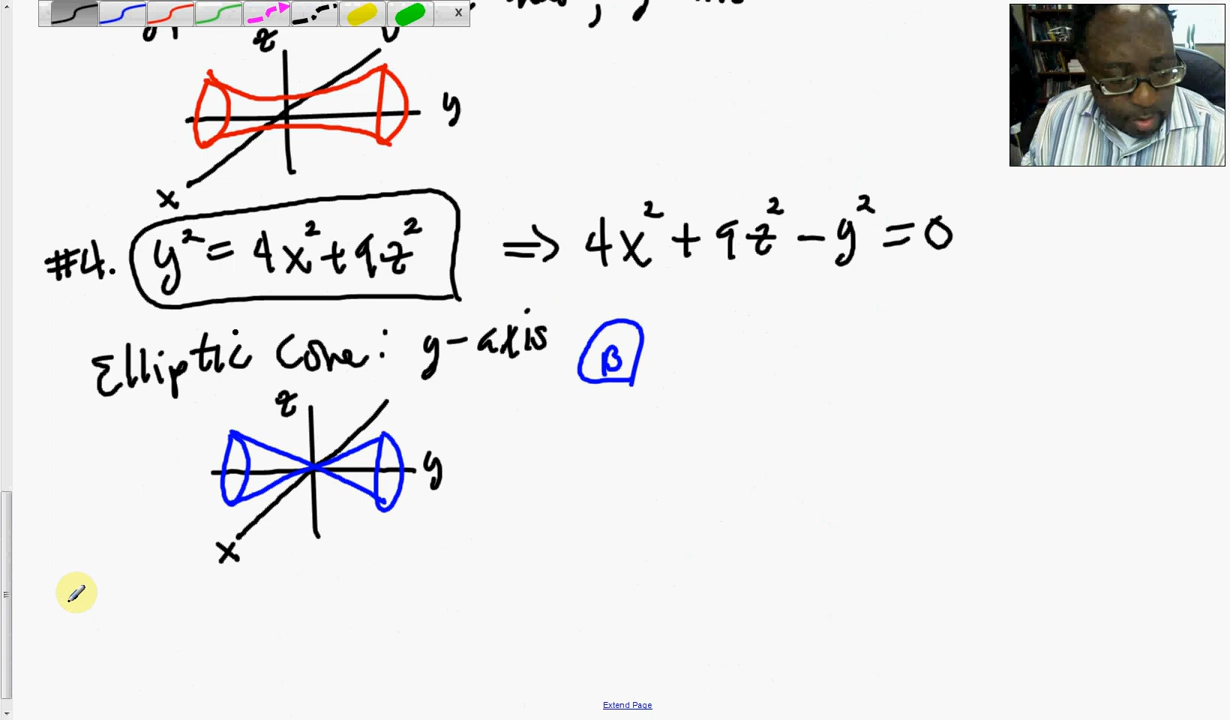 z
y
x
#4. y² = 4x² + 9z² ⟹ 4x² + 9z² − y² = 0
Elliptic Cone: y-axis B
z
y
x
Extend Page